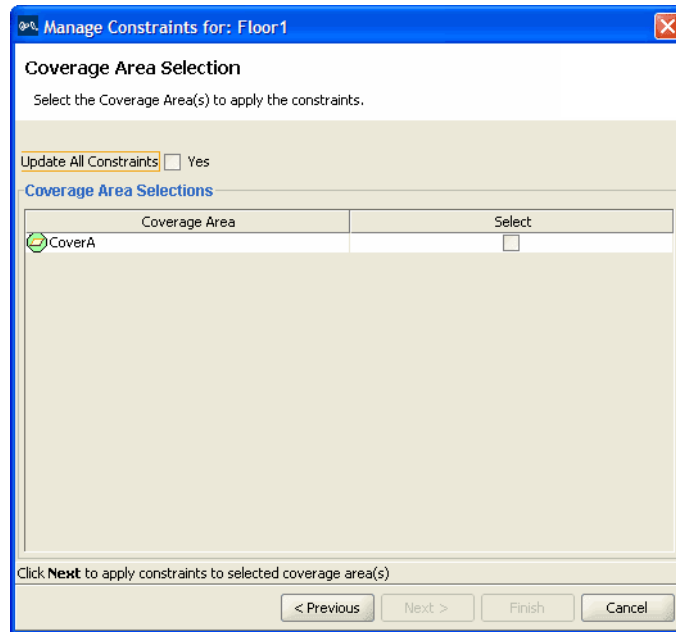 Manage Constraints for: Floor1
Coverage Area Selection
Select the Coverage Area(s) to apply the constraints.
Update All Constraints Yes
Coverage Area Selections
Coverage Area Select
CoverA
Click Next to apply constraints to selected coverage area(s)
< Previous Next > Finish Cancel